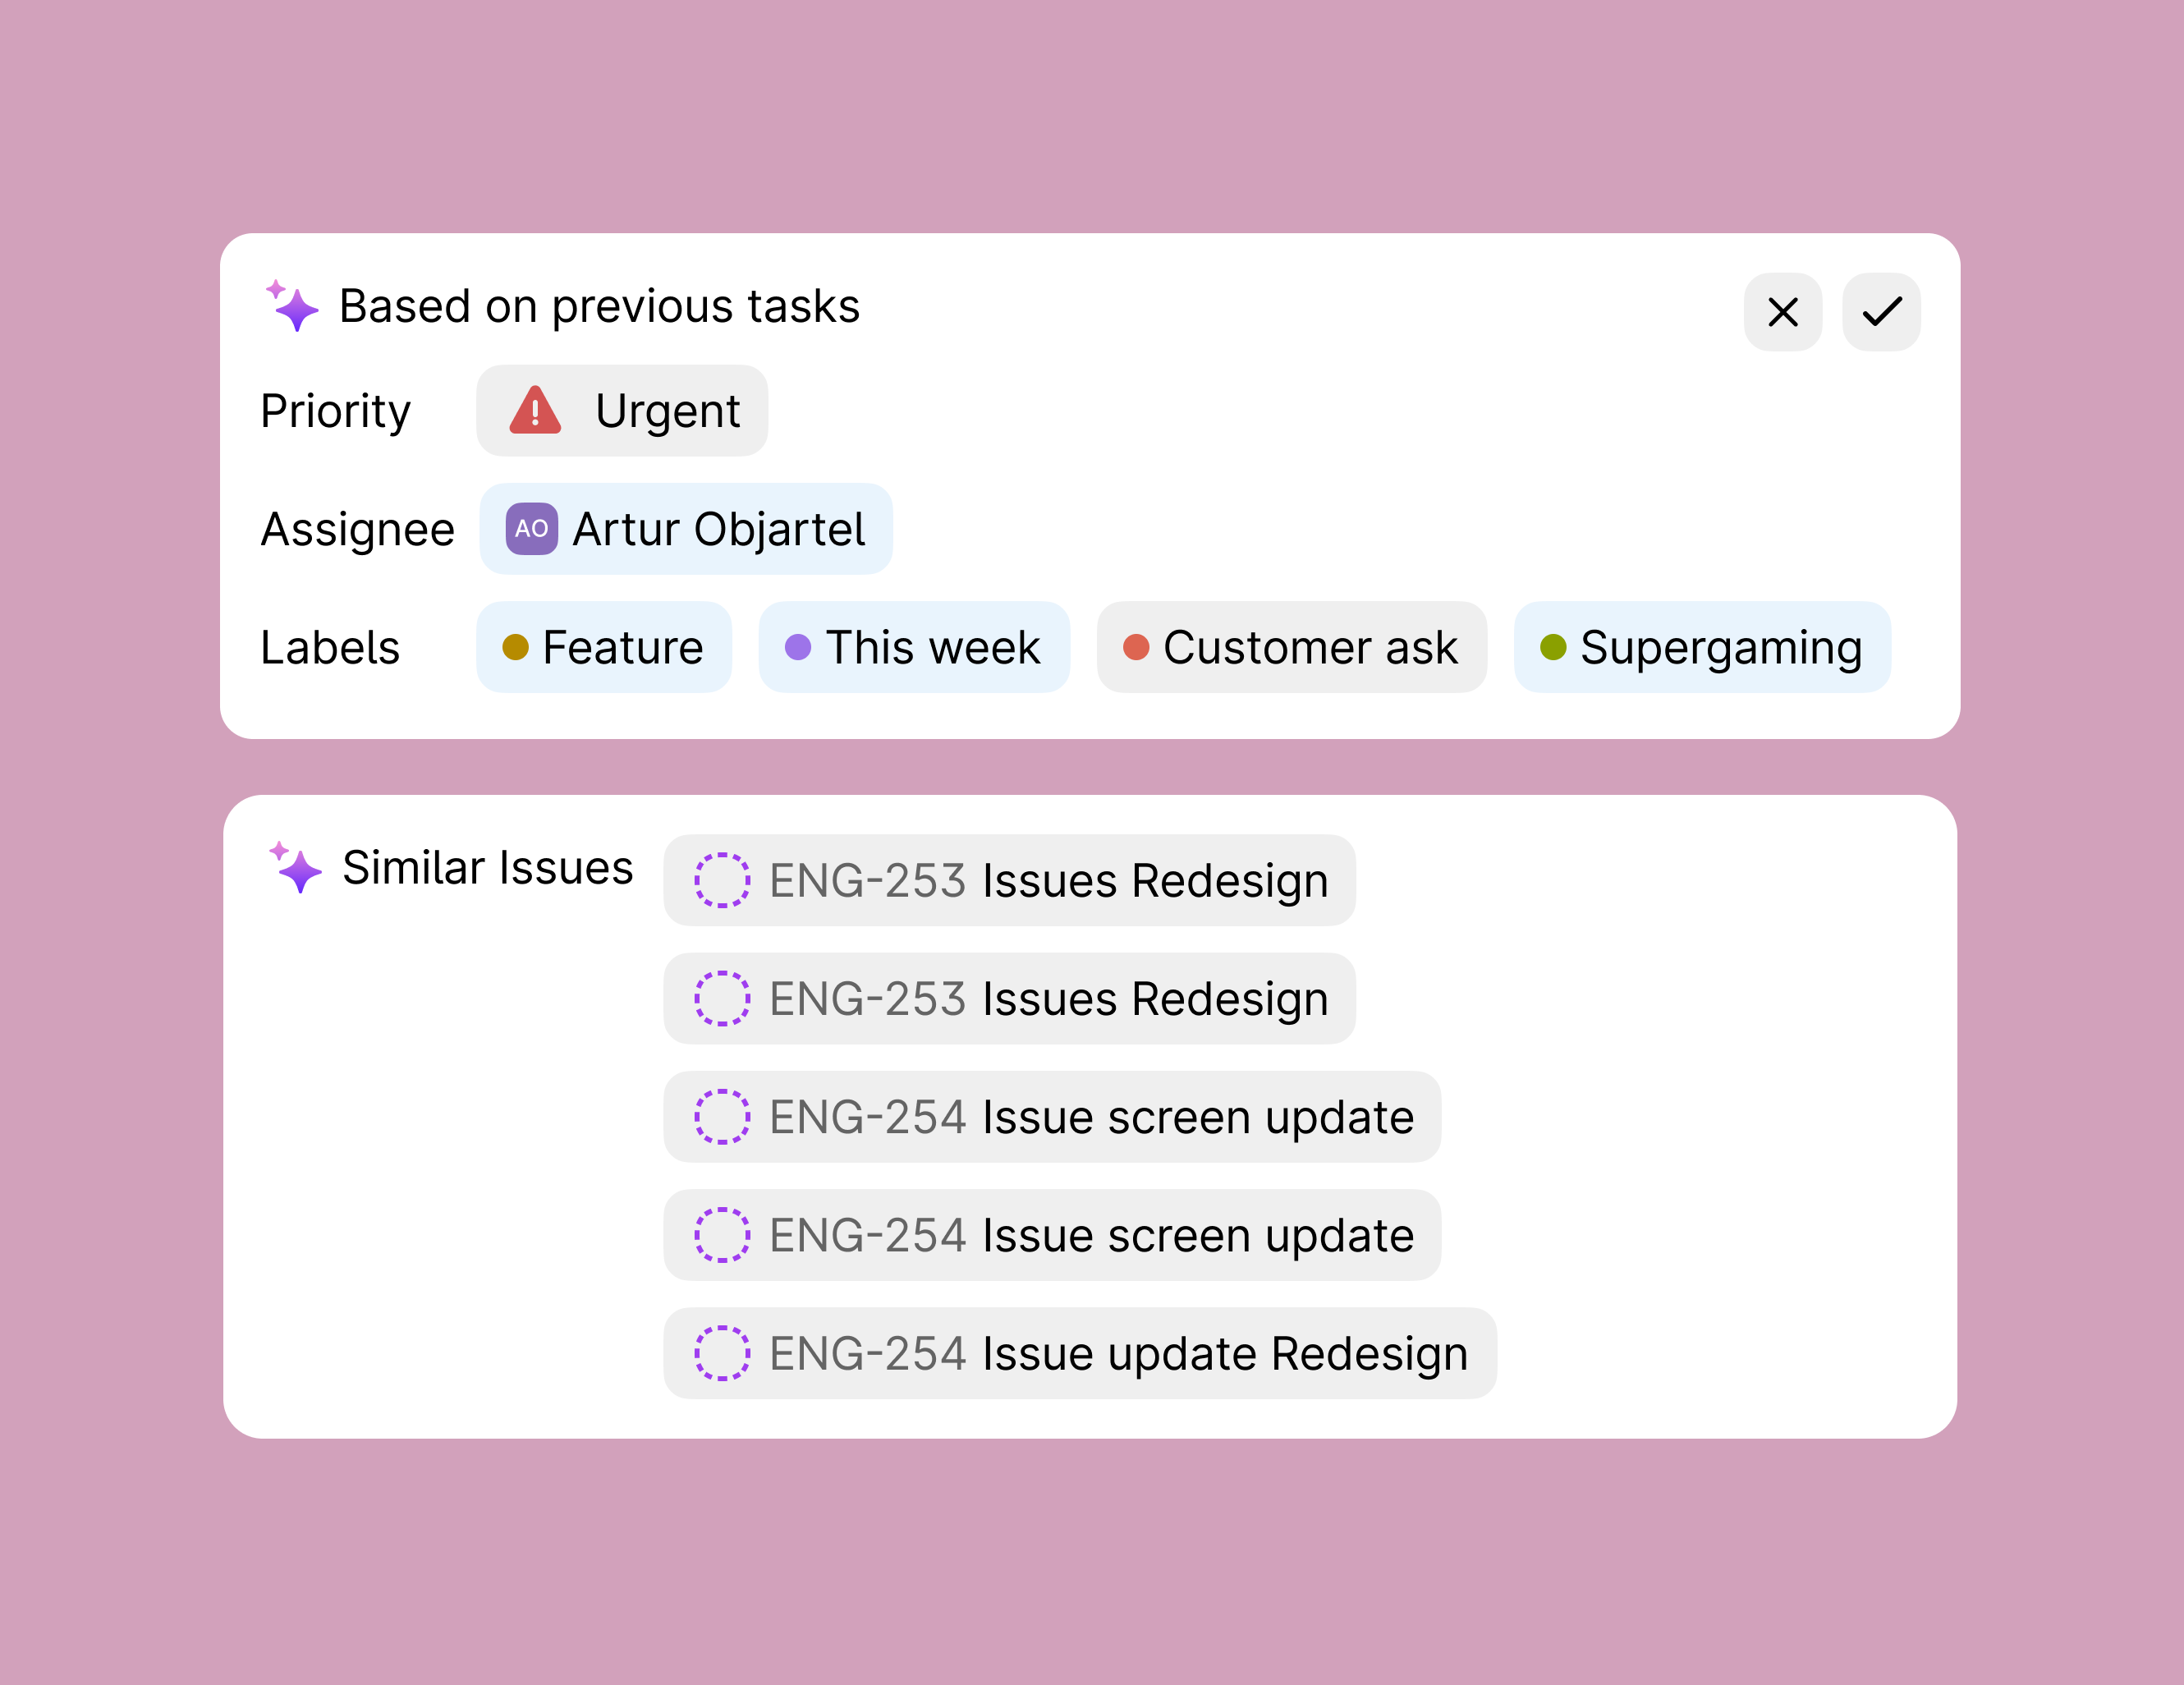 Based on previous tasks
Priority Urgent
Assignee AO Artur Objartel
Labels Feature This week Customer ask Supergaming
Similar Issues ENG-253 Issues Redesign
ENG-253 Issues Redesign
ENG-254 Issue screen update
ENG-254 Issue screen update
ENG-254 Issue update Redesign